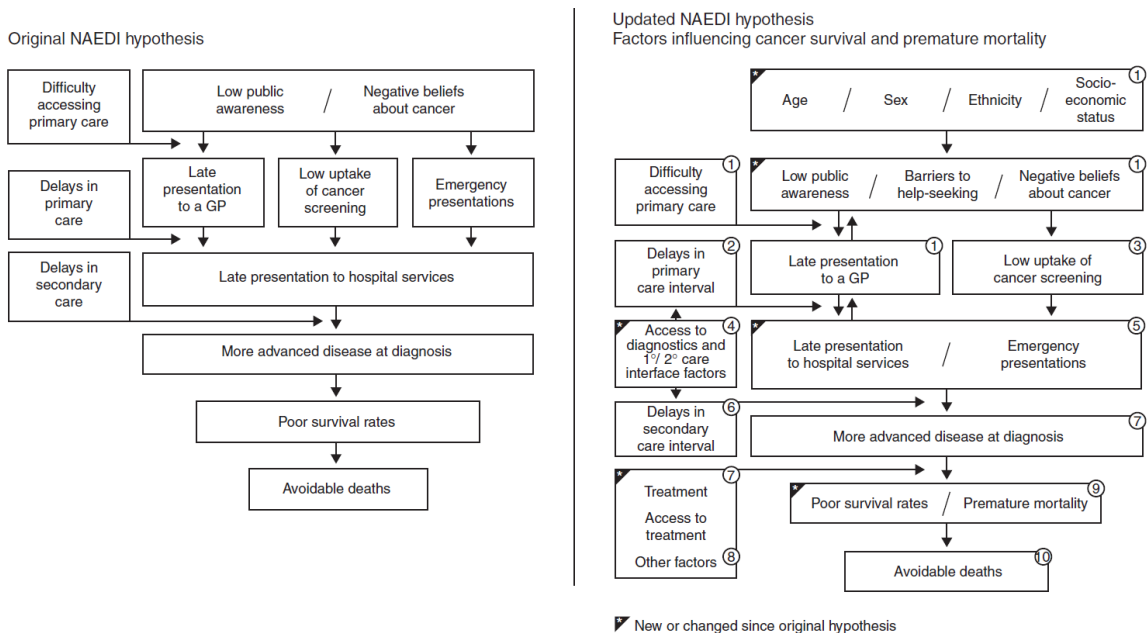 Original NAEDI hypothesis
Difficulty
accessing
primary care
Low public
awareness
/
Negative beliefs
about cancer
Delays in
primary
care
Late
presentation
to a GP
Low uptake
of cancer
screening
Emergency
presentations
Delays in
secondary
care
Late presentation to hospital services
More advanced disease at diagnosis
Poor survival rates
Avoidable deaths
Updated NAEDI hypothesis
Factors influencing cancer survival and premature mortality
* 1
Age / Sex / Ethnicity / Socio-
economic
status
Difficulty
accessing
primary care
1
* 1
Low public
awareness
/
Barriers to
help-seeking
/
Negative beliefs
about cancer
Delays in
primary
care interval
2
Late presentation
to a GP
1
Low uptake of
cancer screening
3
* 4
Access to
diagnostics and
1°/ 2° care
interface factors
* 5
Late presentation
to hospital services
/
Emergency
presentations
Delays in
secondary
care interval
6
More advanced disease at diagnosis
7
* 7
Treatment
Access to
treatment
Other factors
8
* 9
Poor survival rates / Premature mortality
10
Avoidable deaths
* New or changed since original hypothesis